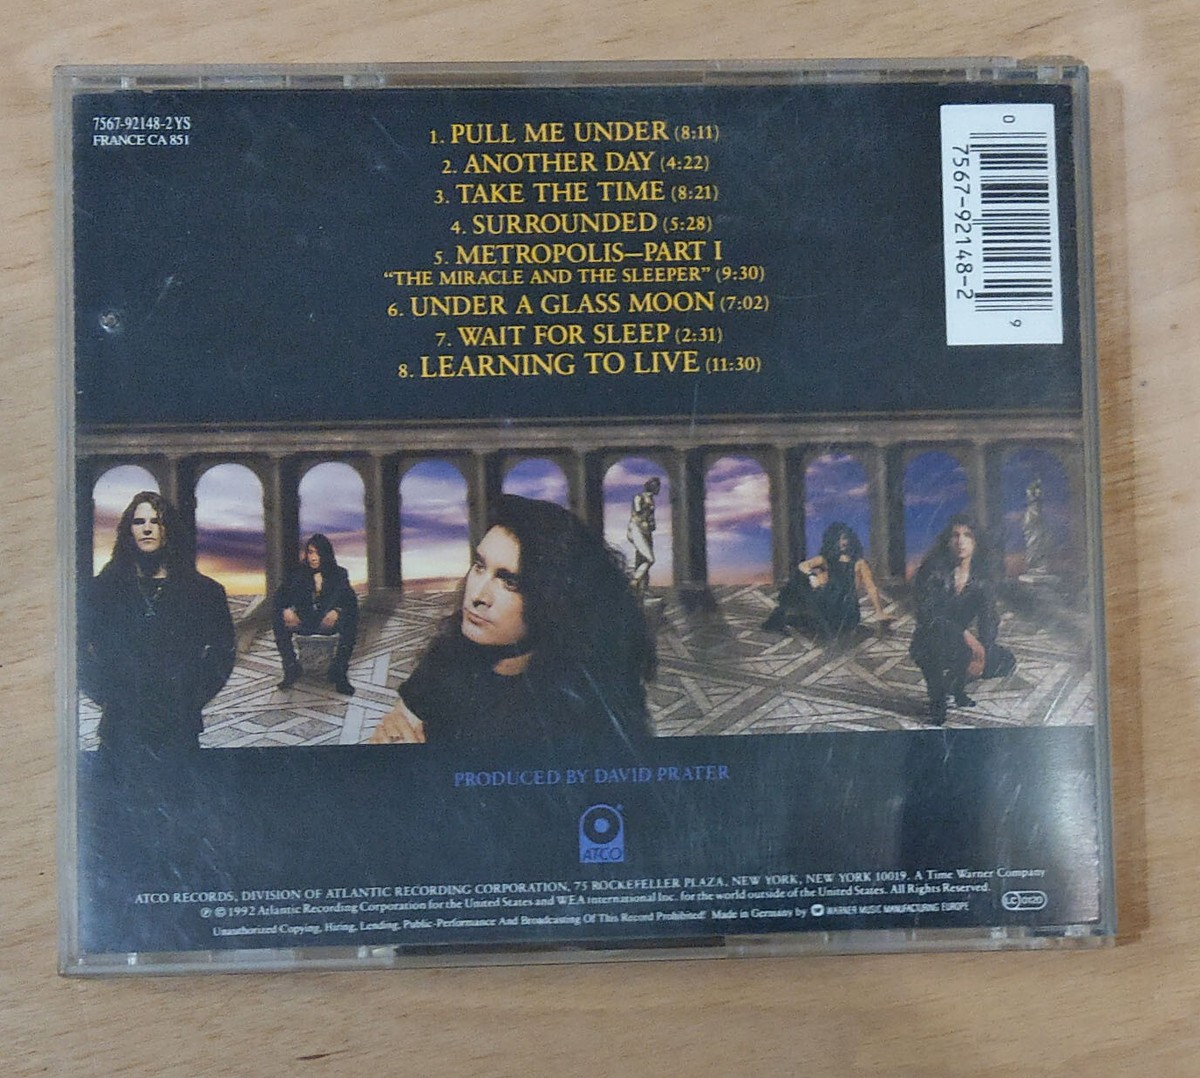 7567-92148-2 YS
FRANCE CA 851
1. PULL ME UNDER (8:11)
2. ANOTHER DAY (4:22)
3. TAKE THE TIME (8:21)
4. SURROUNDED (5:28)
5. METROPOLIS—PART I
“THE MIRACLE AND THE SLEEPER” (9:30)
6. UNDER A GLASS MOON (7:02)
7. WAIT FOR SLEEP (2:31)
8. LEARNING TO LIVE (11:30)
0 7567-92148-2 9
PRODUCED BY DAVID PRATER
ATCO®
ATCO RECORDS, DIVISION OF ATLANTIC RECORDING CORPORATION, 75 ROCKEFELLER PLAZA, NEW YORK, NEW YORK 10019. A Time Warner Company
℗ © 1992 Atlantic Recording Corporation for the United States and WEA International Inc. for the world outside of the United States. All Rights Reserved.
Unauthorized Copying, Hiring, Lending, Public-Performance And Broadcasting Of This Record Prohibited! Made in Germany by WARNER MUSIC MANUFACTURING EUROPE
LC 0120